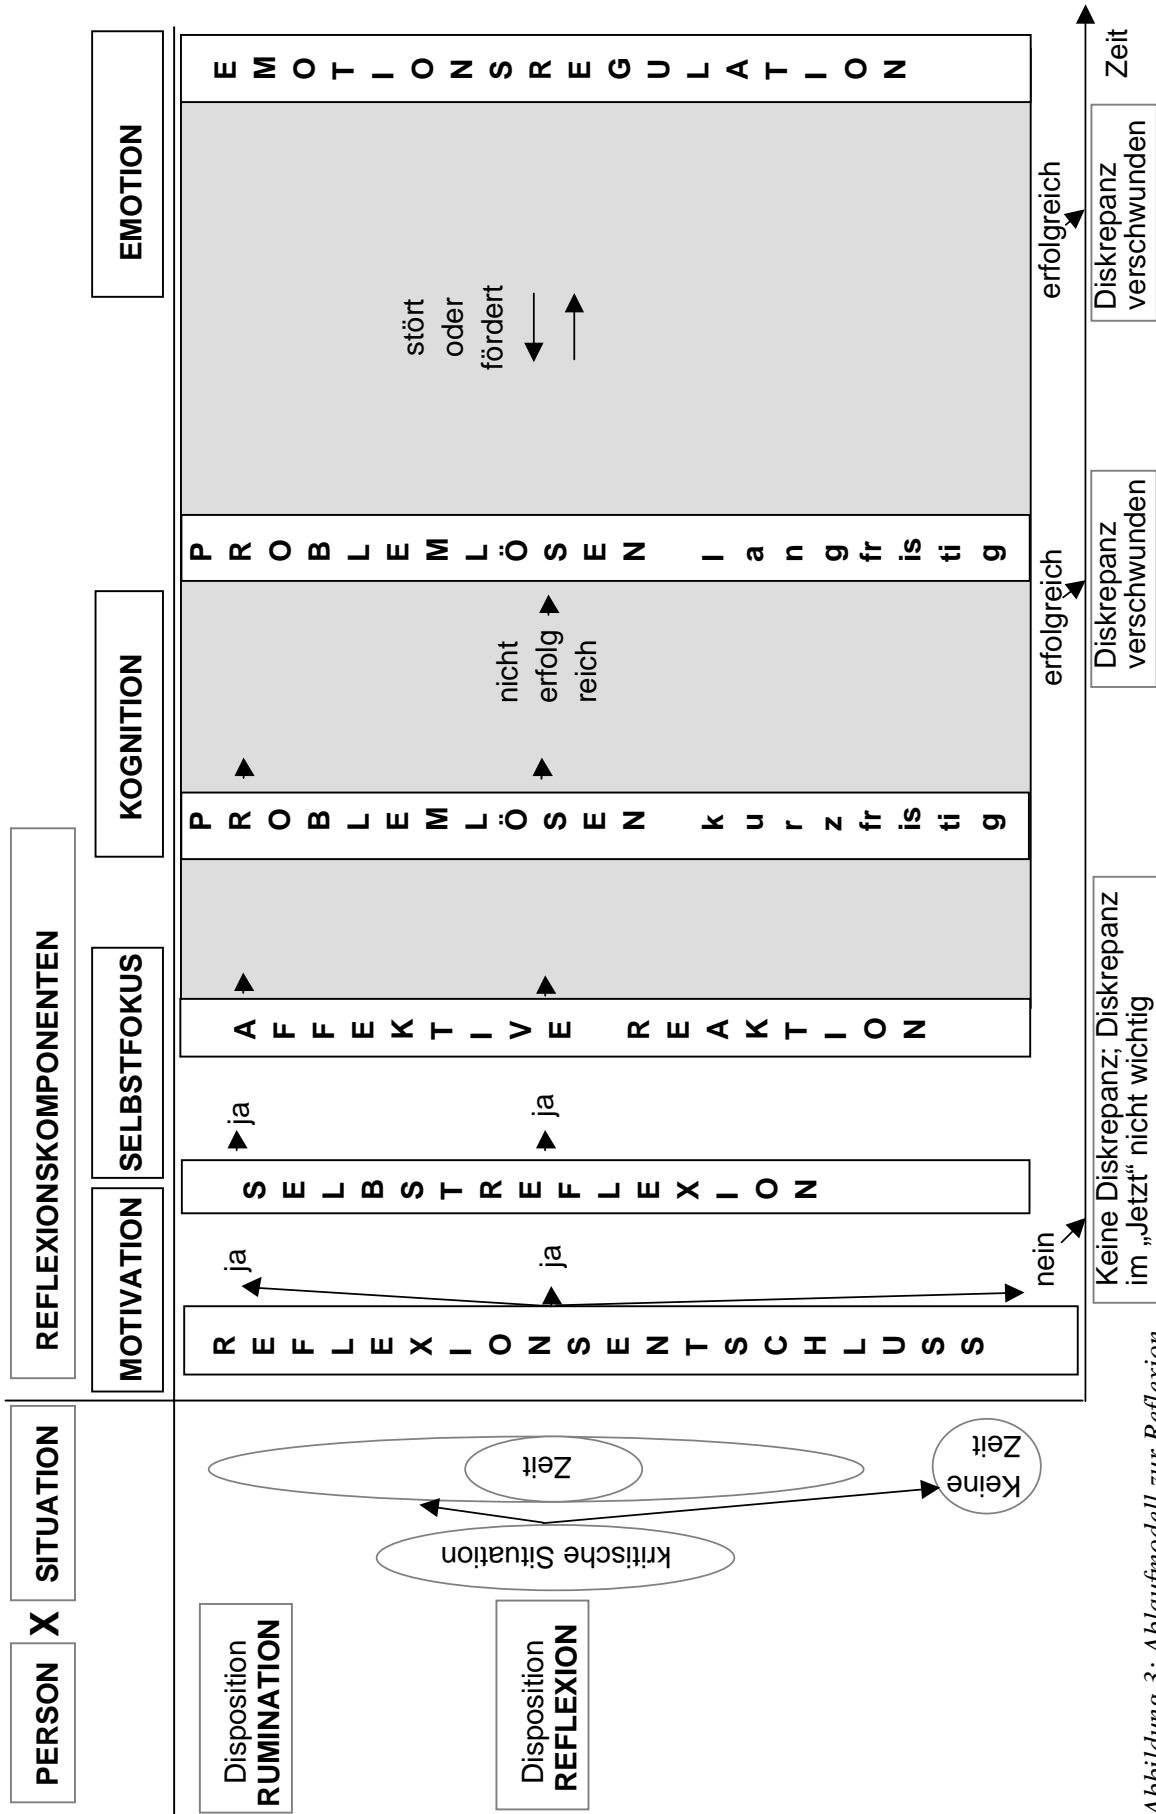 PERSON X SITUATION REFLEXIONSKOMPONENTEN
MOTIVATION SELBSTFOKUS KOGNITION EMOTION
Disposition
RUMINATION
Disposition
REFLEXION
kritische Situation
Zeit
Keine
Zeit
REFLEXIONSENTSCHLUSS
ja
ja
nein
SELBSTREFLEXION
ja
ja
AFFEKTIVE REAKTION
PROBLEMLÖSEN kurzfristig
nicht
erfolg
reich
PROBLEMLÖSEN langfristig
stört
oder
fördert
EMOTIONSREGULATION
erfolgreich
erfolgreich
Zeit
Keine Diskrepanz; Diskrepanz
im „Jetzt“ nicht wichtig
Diskrepanz
verschwunden
Diskrepanz
verschwunden
Abbildung 3: Ablaufmodell zur Reflexion